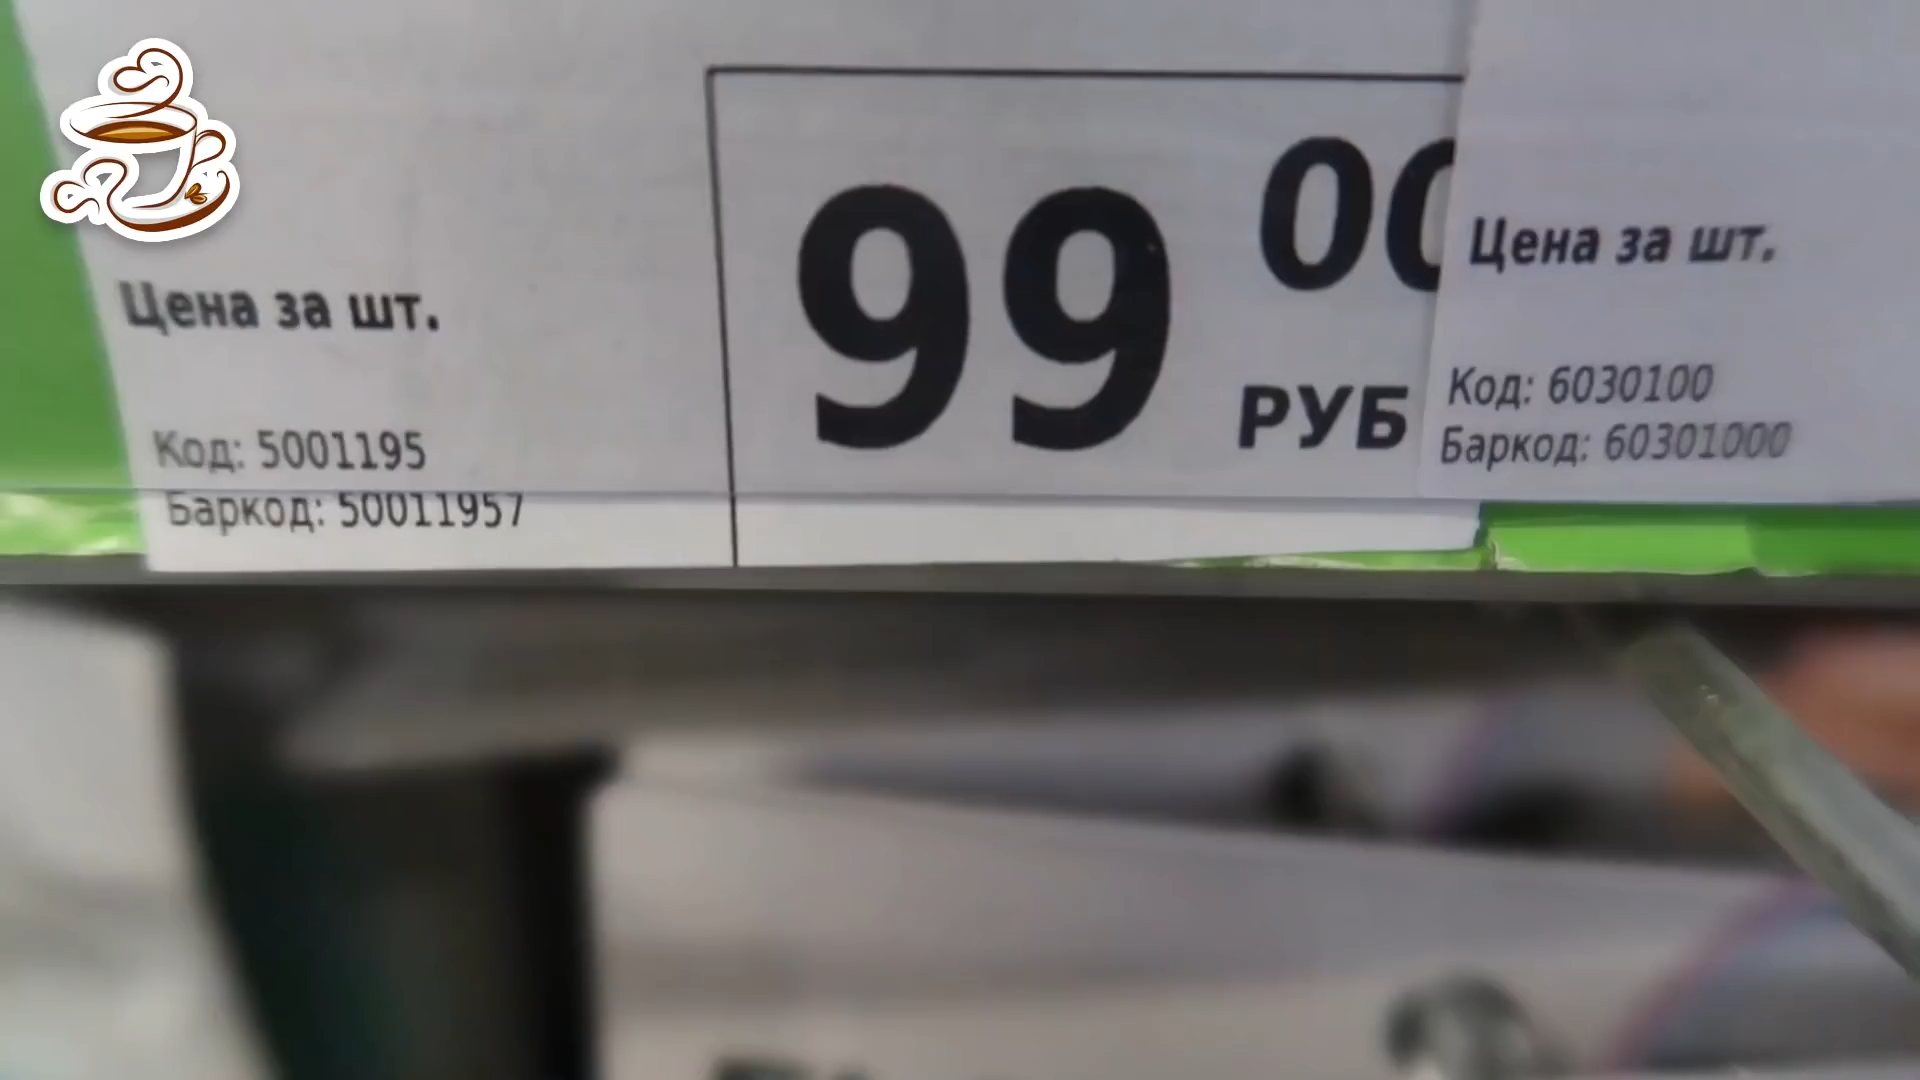 Цена за шт.
Код: 5001195
Баркод: 50011957
99 00
РУБ
Цена за шт.
Код: 6030100
Баркод: 60301000